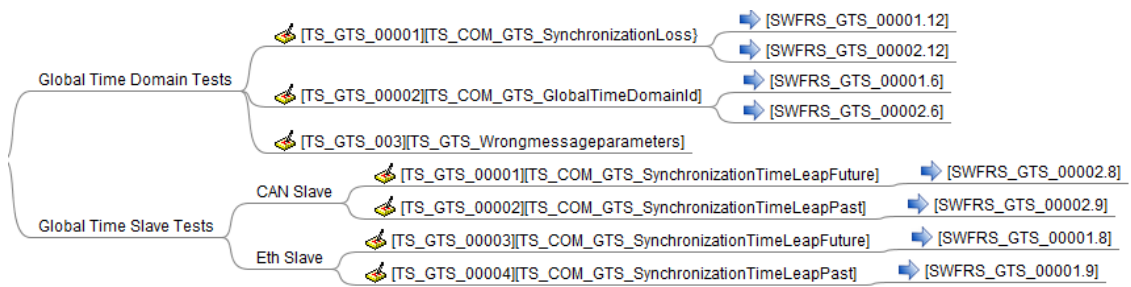 Global Time Domain Tests
[TS_GTS_00001][TS_COM_GTS_SynchronizationLoss}
[SWFRS_GTS_00001.12]
[SWFRS_GTS_00002.12]
[TS_GTS_00002][TS_COM_GTS_GlobalTimeDomainId]
[SWFRS_GTS_00001.6]
[SWFRS_GTS_00002.6]
[TS_GTS_003][TS_GTS_Wrongmessageparameters]
Global Time Slave Tests
CAN Slave
[TS_GTS_00001][TS_COM_GTS_SynchronizationTimeLeapFuture]
[SWFRS_GTS_00002.8]
[TS_GTS_00002][TS_COM_GTS_SynchronizationTimeLeapPast]
[SWFRS_GTS_00002.9]
Eth Slave
[TS_GTS_00003][TS_COM_GTS_SynchronizationTimeLeapFuture]
[SWFRS_GTS_00001.8]
[TS_GTS_00004][TS_COM_GTS_SynchronizationTimeLeapPast]
[SWFRS_GTS_00001.9]